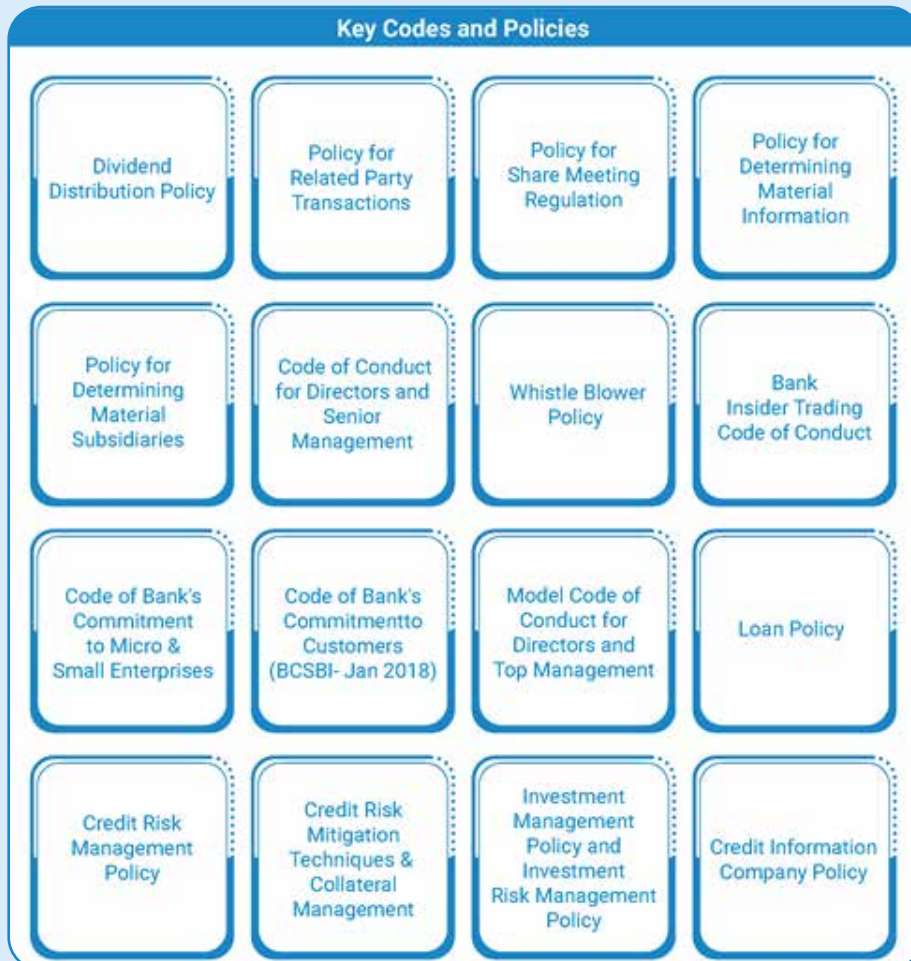 Key Codes and Policies
Dividend
Distribution Policy
Policy for
Related Party
Transactions
Policy for
Share Meeting
Regulation
Policy for
Determining
Material
Information
Policy for
Determining
Material
Subsidiaries
Code of Conduct
for Directors and
Senior
Management
Whistle Blower
Policy
Bank
Insider Trading
Code of Conduct
Code of Bank's
Commitment
to Micro &
Small Enterprises
Code of Bank's
Commitmentto
Customers
(BCSBI- Jan 2018)
Model Code of
Conduct for
Directors and
Top Management
Loan Policy
Credit Risk
Management
Policy
Credit Risk
Mitigation
Techniques &
Collateral
Management
Investment
Management
Policy and
Investment
Risk Management
Policy
Credit Information
Company Policy